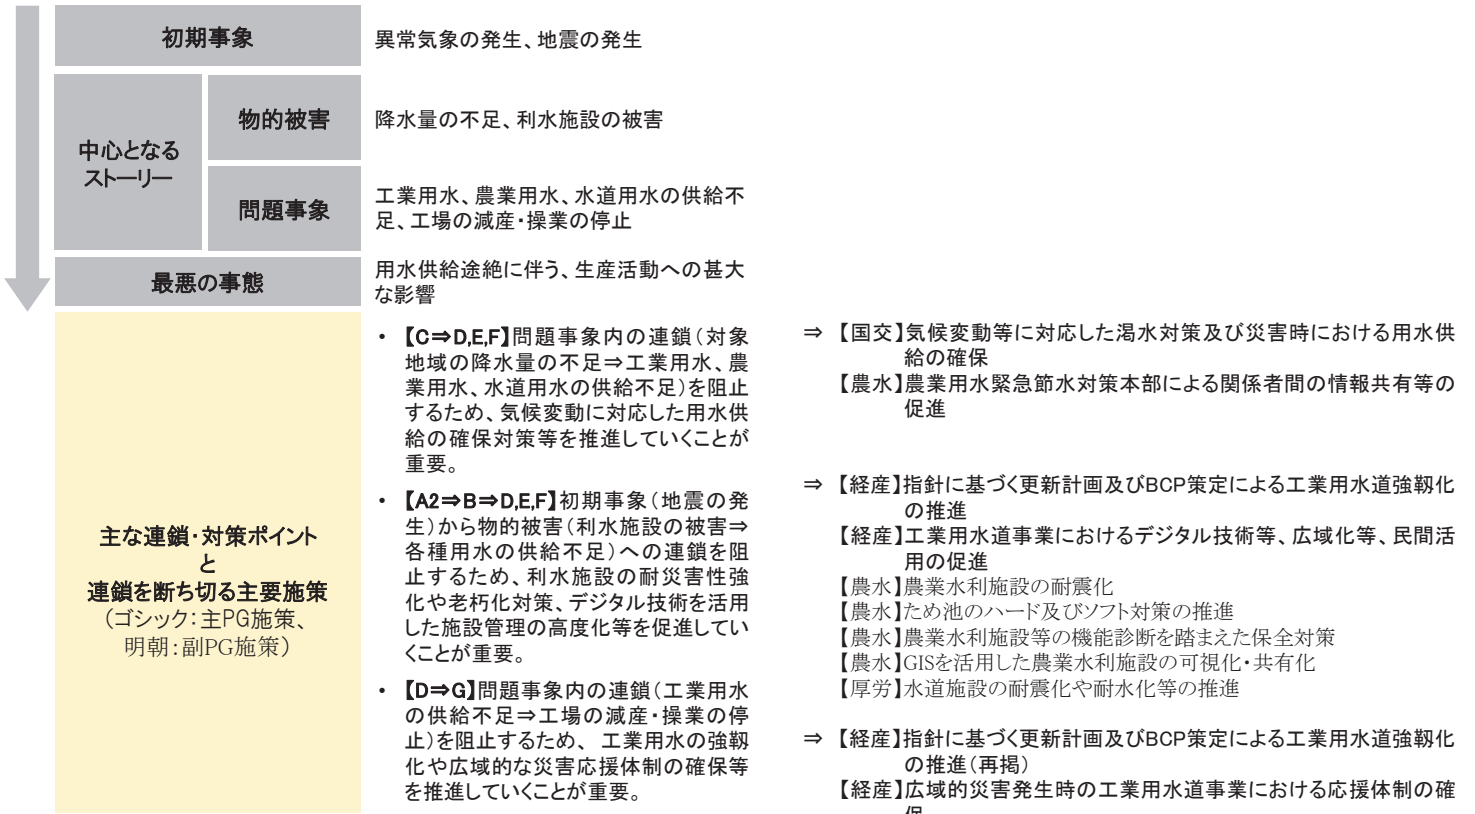 初期事象
異常気象の発生、地震の発生
中心となる
ストーリー
物的被害
降水量の不足、利水施設の被害
問題事象
工業用水、農業用水、水道用水の供給不
足、工場の減産・操業の停止
最悪の事態
用水供給途絶に伴う、生産活動への甚大
な影響
主な連鎖・対策ポイント
と
連鎖を断ち切る主要施策
（ゴシック：主PG施策、
明朝：副PG施策）
・ 【C⇒D,E,F】問題事象内の連鎖（対象
地域の降水量の不足⇒工業用水、農
業用水、水道用水の供給不足）を阻止
するため、気候変動に対応した用水供
給の確保対策等を推進していくことが
重要。
・ 【A2⇒B⇒D,E,F】初期事象（地震の発
生）から物的被害（利水施設の被害⇒
各種用水の供給不足）への連鎖を阻
止するため、利水施設の耐災害性強
化や老朽化対策、デジタル技術を活用
した施設管理の高度化等を促進してい
くことが重要。
・ 【D⇒G】問題事象内の連鎖（工業用水
の供給不足⇒工場の減産・操業の停
止）を阻止するため、 工業用水の強靱
化や広域的な災害応援体制の確保等
を推進していくことが重要。
⇒ 【国交】気候変動等に対応した渇水対策及び災害時における用水供
給の確保
【農水】農業用水緊急節水対策本部による関係者間の情報共有等の
促進
⇒ 【経産】指針に基づく更新計画及びBCP策定による工業用水道強靱化
の推進
【経産】工業用水道事業におけるデジタル技術等、広域化等、民間活
用の促進
【農水】農業水利施設の耐震化
【農水】ため池のハード及びソフト対策の推進
【農水】農業水利施設等の機能診断を踏まえた保全対策
【農水】GISを活用した農業水利施設の可視化・共有化
【厚労】水道施設の耐震化や耐水化等の推進
⇒ 【経産】指針に基づく更新計画及びBCP策定による工業用水道強靱化
の推進（再掲）
【経産】広域的災害発生時の工業用水道事業における応援体制の確